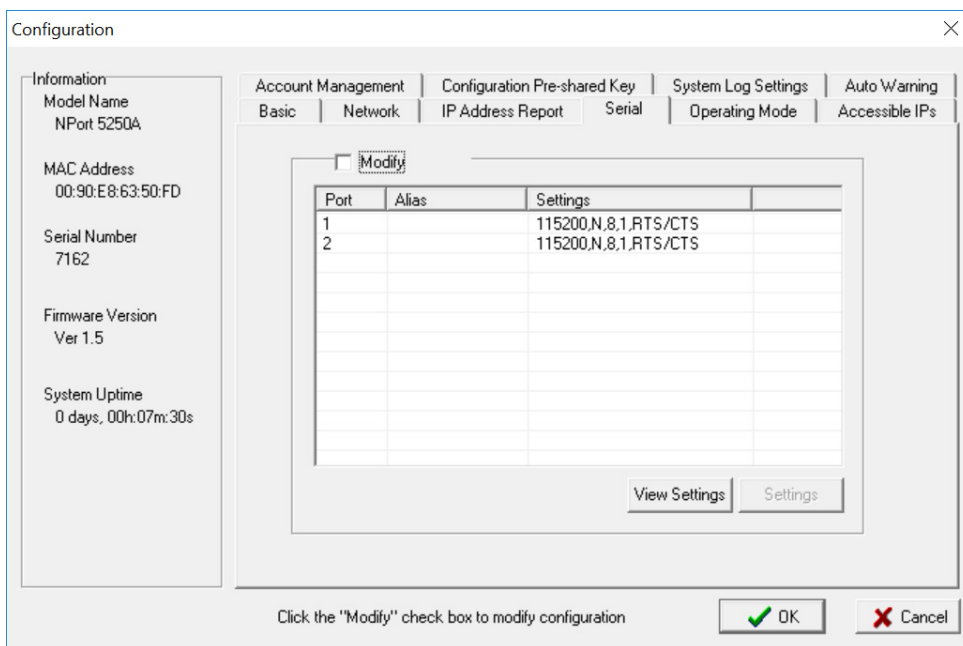 Configuration
Information
Model Name
NPort 5250A
MAC Address
00:90:E8:63:50:FD
Serial Number
7162
Firmware Version
Ver 1.5
System Uptime
0 days, 00h:07m:30s
Account Management Configuration Pre-shared Key System Log Settings Auto Warning
Basic Network IP Address Report Serial Operating Mode Accessible IPs
Modify
Port Alias Settings
1 115200,N,8,1,RTS/CTS
2 115200,N,8,1,RTS/CTS
View Settings Settings
Click the "Modify" check box to modify configuration OK Cancel